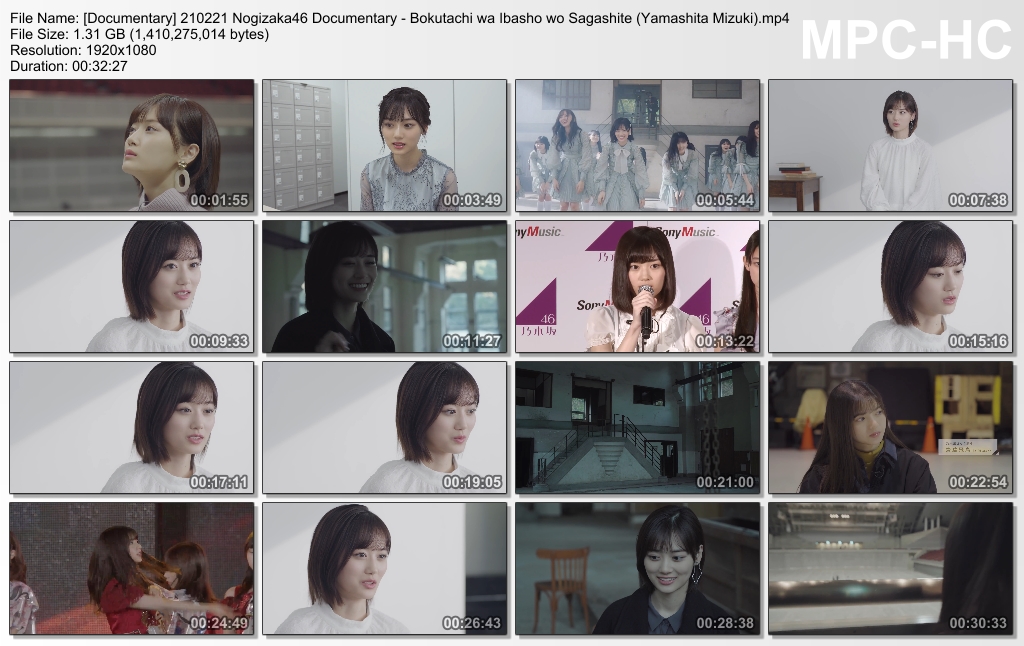 File Name: [Documentary] 210221 Nogizaka46 Documentary - Bokutachi wa Ibasho wo Sagashite (Yamashita Mizuki).mp4
File Size: 1.31 GB (1,410,275,014 bytes)
Resolution: 1920x1080
Duration: 00:32:27
MPC-HC
00:01:55
00:03:49
00:05:44
00:07:38
00:09:33
00:11:27
nyMusic
SonyMusic
Sony
46
乃木坂
46
00:13:22
00:15:16
00:17:11
00:19:05
00:21:00
00:22:54
00:24:49
00:26:43
00:28:38
00:30:33